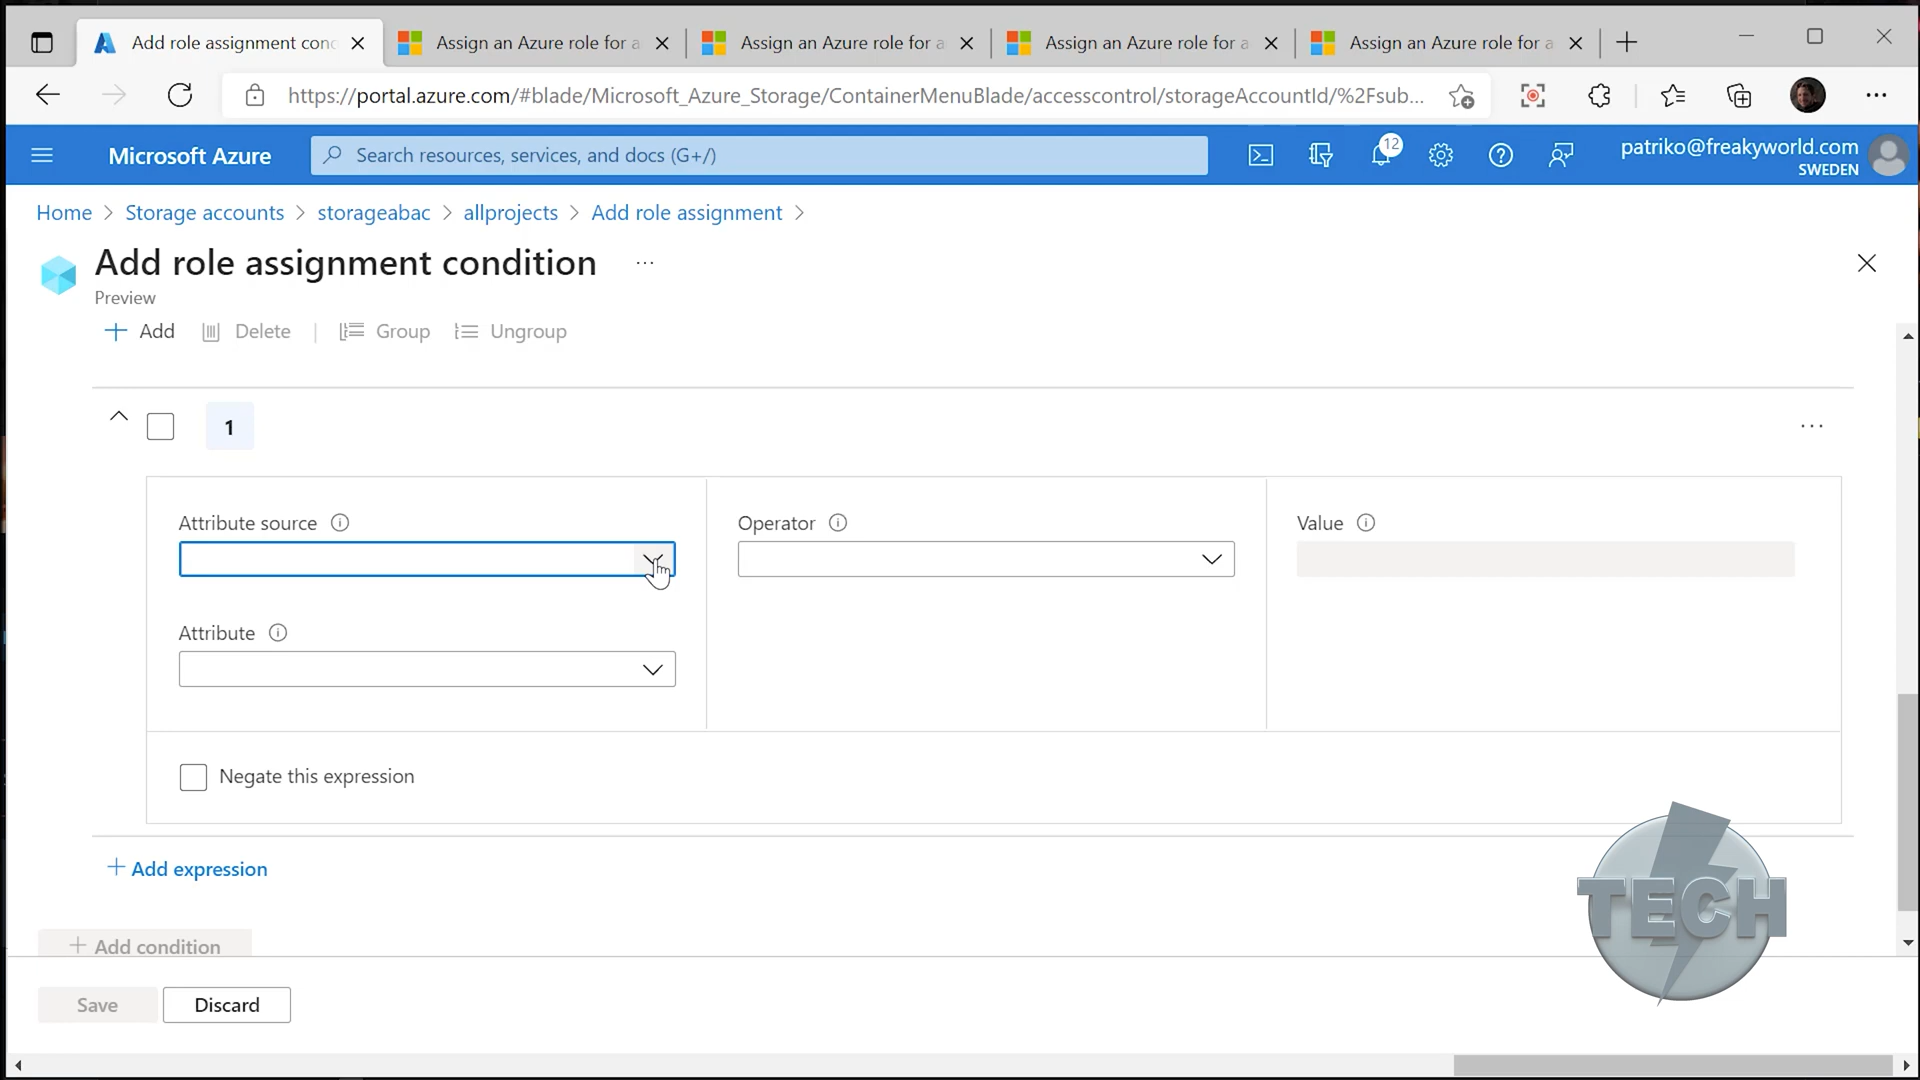 Add role assignment conc
Assign an Azure role for a
Assign an Azure role for a
Assign an Azure role for a
Assign an Azure role for a
https://portal.azure.com/#blade/Microsoft_Azure_Storage/ContainerMenuBlade/accesscontrol/storageAccountId/%2Fsub...
Microsoft Azure
Search resources, services, and docs (G+/)
12
patriko@freakyworld.com
SWEDEN
Home > Storage accounts > storageabac > allprojects > Add role assignment >
Add role assignment condition ...
Preview
+ Add Delete | Group Ungroup
1 ...
Attribute source
Operator
Value
Attribute
Negate this expression
+ Add expression
+ Add condition
Save Discard
TECH